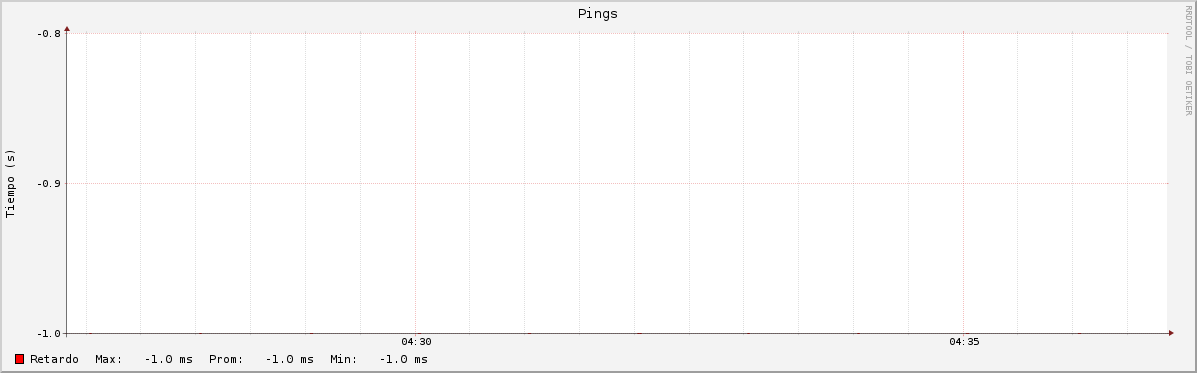 Pings
RRDTOOL / TOBI OETIKER
Tiempo (s)
-0.8
-0.9
-1.0
04:30 04:35
Retardo Max: -1.0 ms Prom: -1.0 ms Min: -1.0 ms